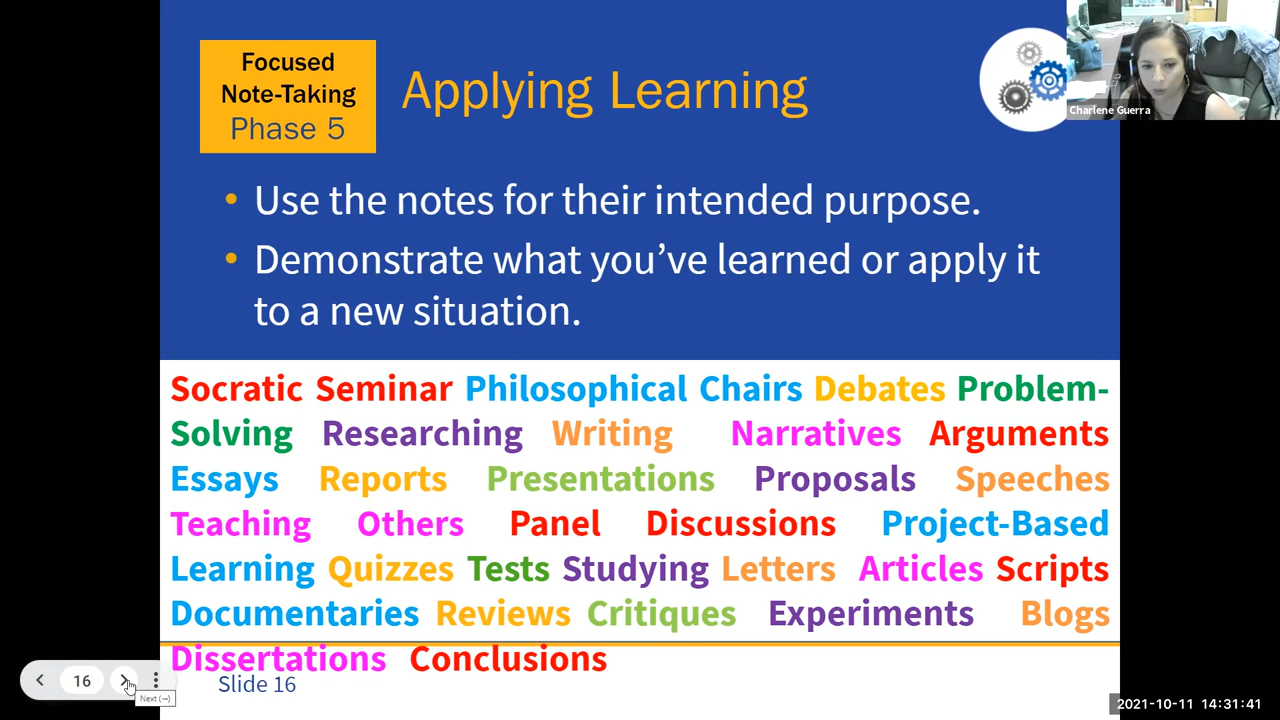 Focused
Note-Taking
Phase 5
Applying Learning
Charlene Guerra
• Use the notes for their intended purpose.
• Demonstrate what you’ve learned or apply it
to a new situation.
Socratic Seminar Philosophical Chairs Debates Problem-
Solving Researching Writing Narratives Arguments
Essays Reports Presentations Proposals Speeches
Teaching Others Panel Discussions Project-Based
Learning Quizzes Tests Studying Letters Articles Scripts
Documentaries Reviews Critiques Experiments Blogs
Dissertations Conclusions
16
Next (→)
Slide 16
2021-10-11 14:31:41